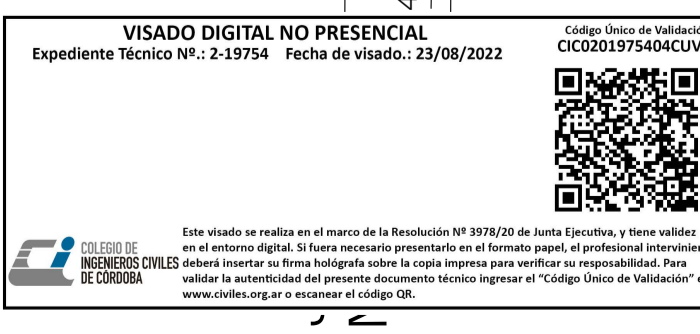 VISADO DIGITAL NO PRESENCIAL
Expediente Técnico Nº.: 2-19754 Fecha de visado.: 23/08/2022
Código Único de
CIC0201975404CUV
COLEGIO DE
INGENIEROS CIVILES
DE CÓRDOBA
Este visado se realiza en el marco de la Resolución Nº 3978/20 de Junta Ejecutiva, y tiene validez
en el entorno digital. Si fuera necesario presentarlo en el formato papel, el profesional
deberá insertar su firma hológrafa sobre la copia impresa para verificar su resposabilidad. Para
validar la autenticidad del presente documento técnico ingresar el “Código Único de Validación”
www.civiles.org.ar o escanear el código QR.